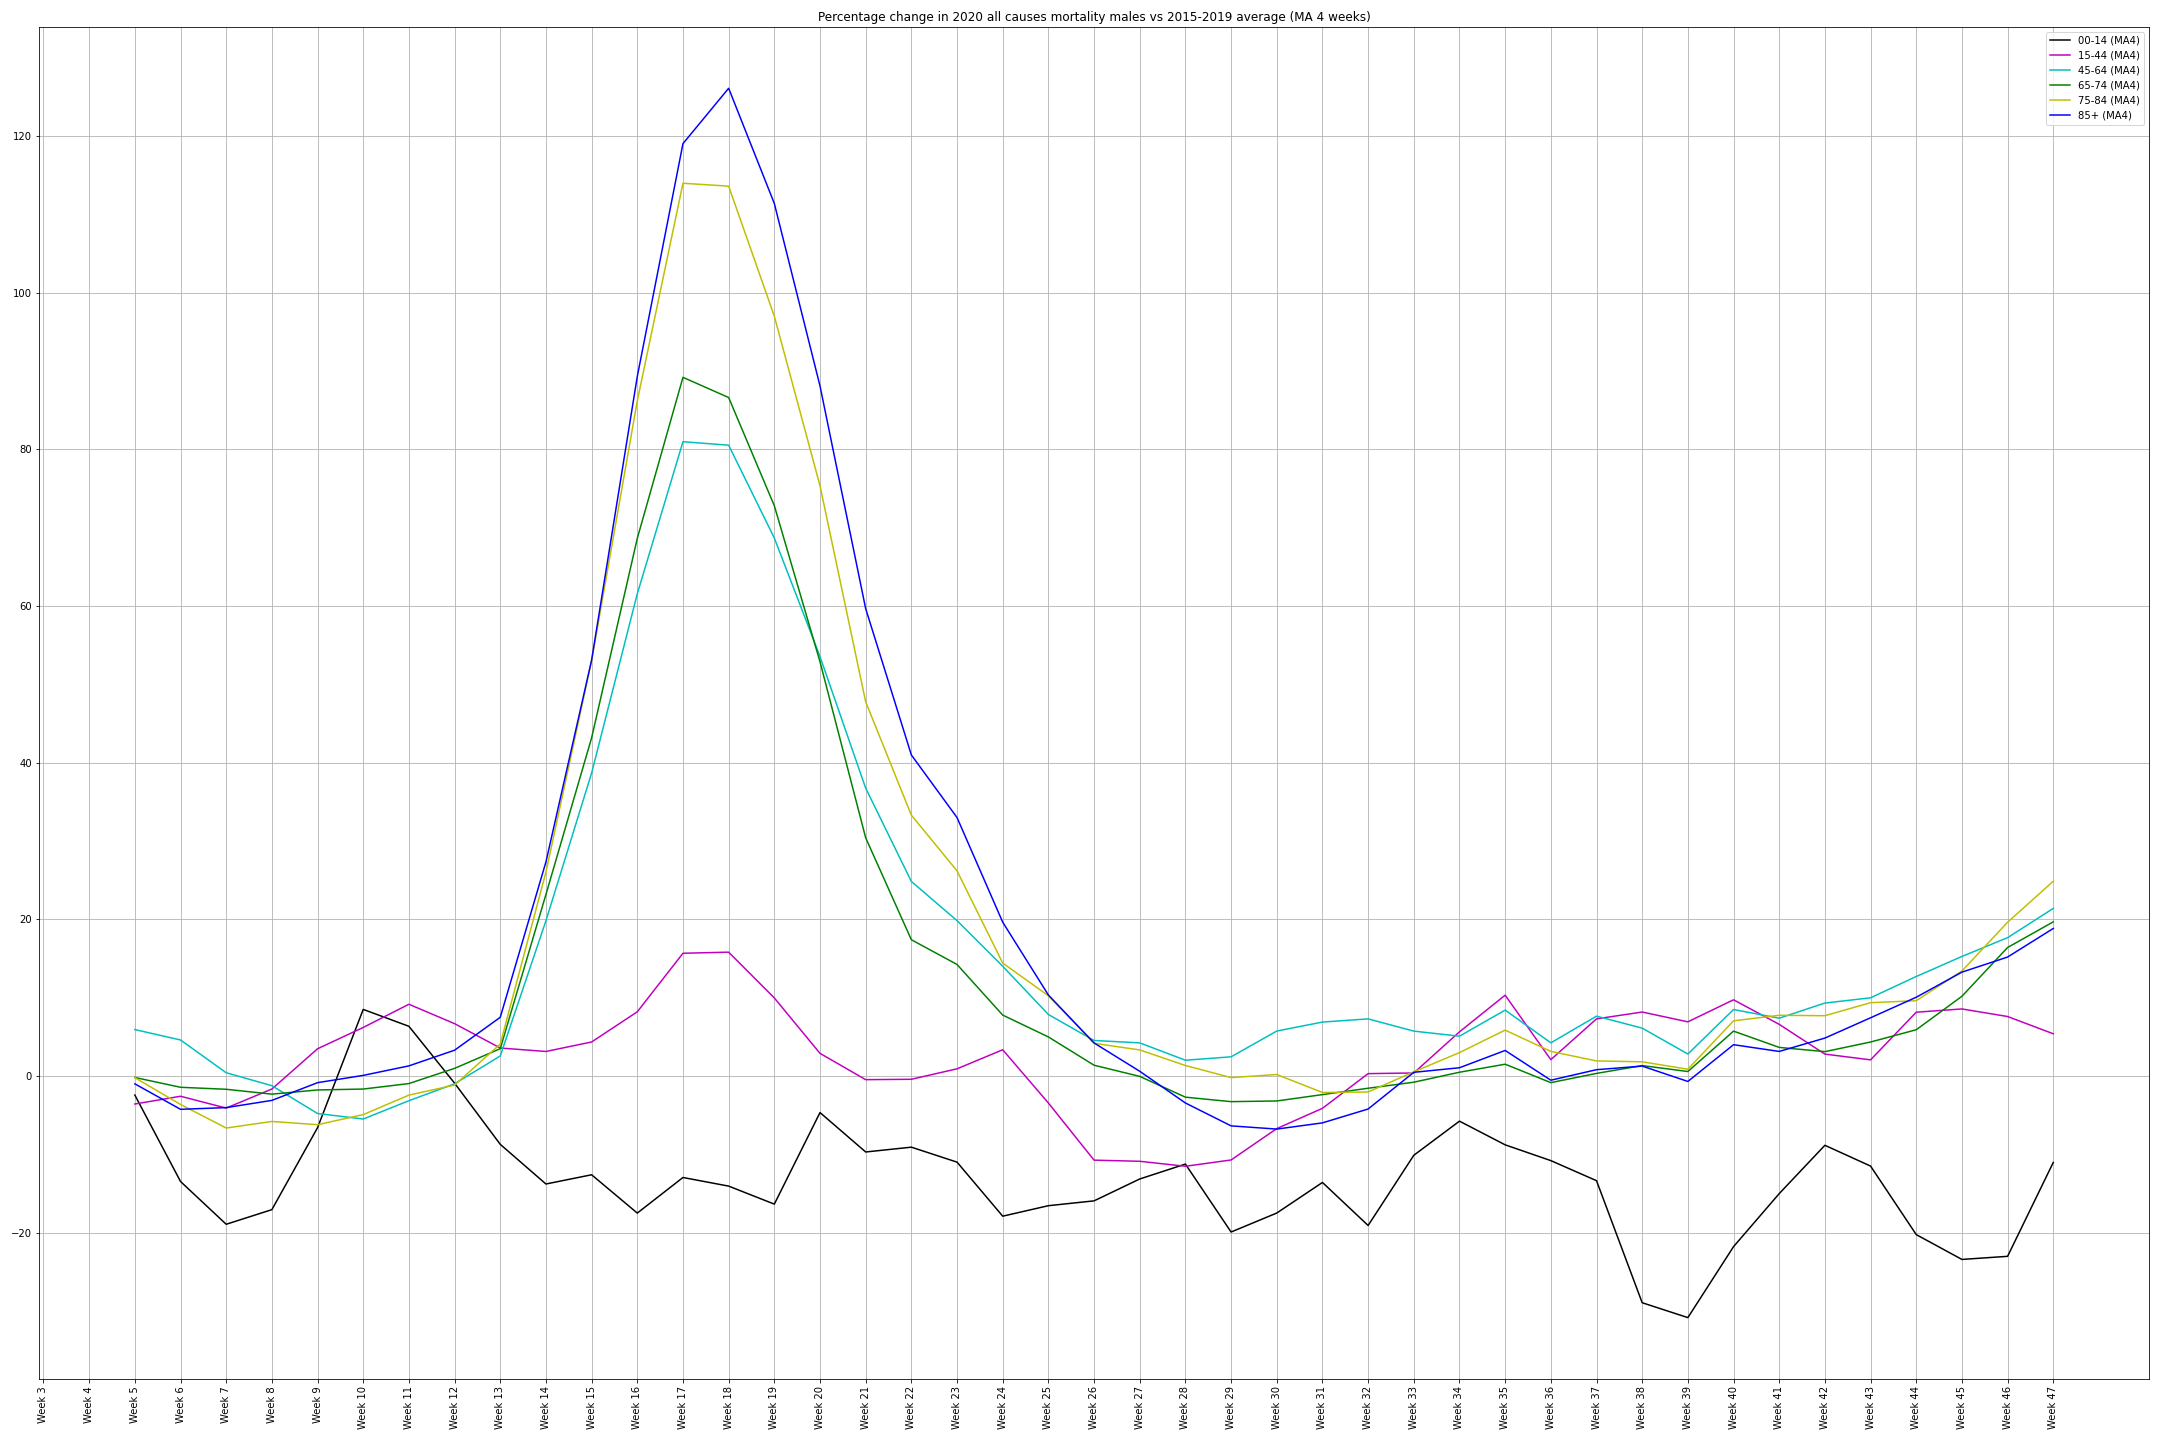 Percentage change in 2020 all causes mortality males vs 2015-2019 average (MA 4 weeks)
00-14 (MA4)
15-44 (MA4)
45-64 (MA4)
65-74 (MA4)
75-84 (MA4)
85+ (MA4)
120
100
80
60
40
20
0
−20
Week 3
Week 4
Week 5
Week 6
Week 7
Week 8
Week 9
Week 10
Week 11
Week 12
Week 13
Week 14
Week 15
Week 16
Week 17
Week 18
Week 19
Week 20
Week 21
Week 22
Week 23
Week 24
Week 25
Week 26
Week 27
Week 28
Week 29
Week 30
Week 31
Week 32
Week 33
Week 34
Week 35
Week 36
Week 37
Week 38
Week 39
Week 40
Week 41
Week 42
Week 43
Week 44
Week 45
Week 46
Week 47